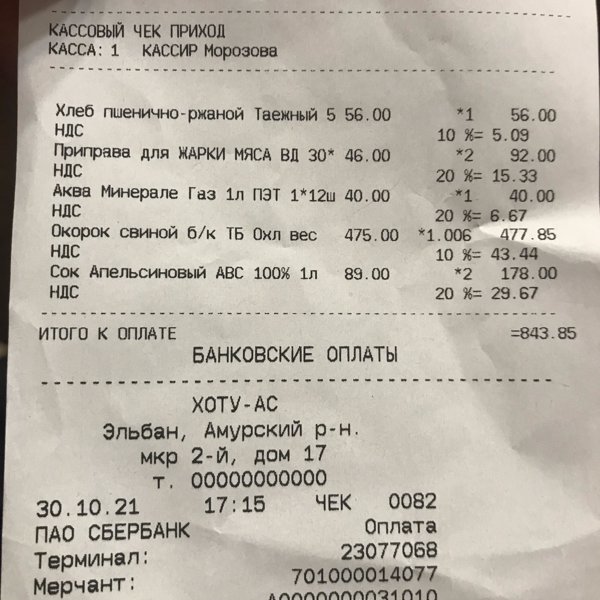 КАССОВЫЙ ЧЕК ПРИХОД
КАССА: 1 КАССИР Морозова
Хлеб пшенично-ржаной Таежный 5 56.00 *1 56.00
НДС 10 %= 5.09
Приправа для ЖАРКИ МЯСА ВД 30* 46.00 *2 92.00
НДС 20 %= 15.33
Аква Минерале Газ 1л ПЭТ 1*12ш 40.00 *1 40.00
НДС 20 %= 6.67
Окорок свиной б/к ТБ Охл вес 475.00 *1.006 477.85
НДС 10 %= 43.44
Сок Апельсиновый АВС 100% 1л 89.00 *2 178.00
НДС 20 %= 29.67
ИТОГО К ОПЛАТЕ =843.85
БАНКОВСКИЕ ОПЛАТЫ
ХОТУ-АС
Эльбан, Амурский р-н.
мкр 2-й, дом 17
т. 00000000000
30.10.21 17:15 ЧЕК 0082
ПАО СБЕРБАНК Оплата
Терминал: 23077068
Мерчант: 701000014077
A0000000031010